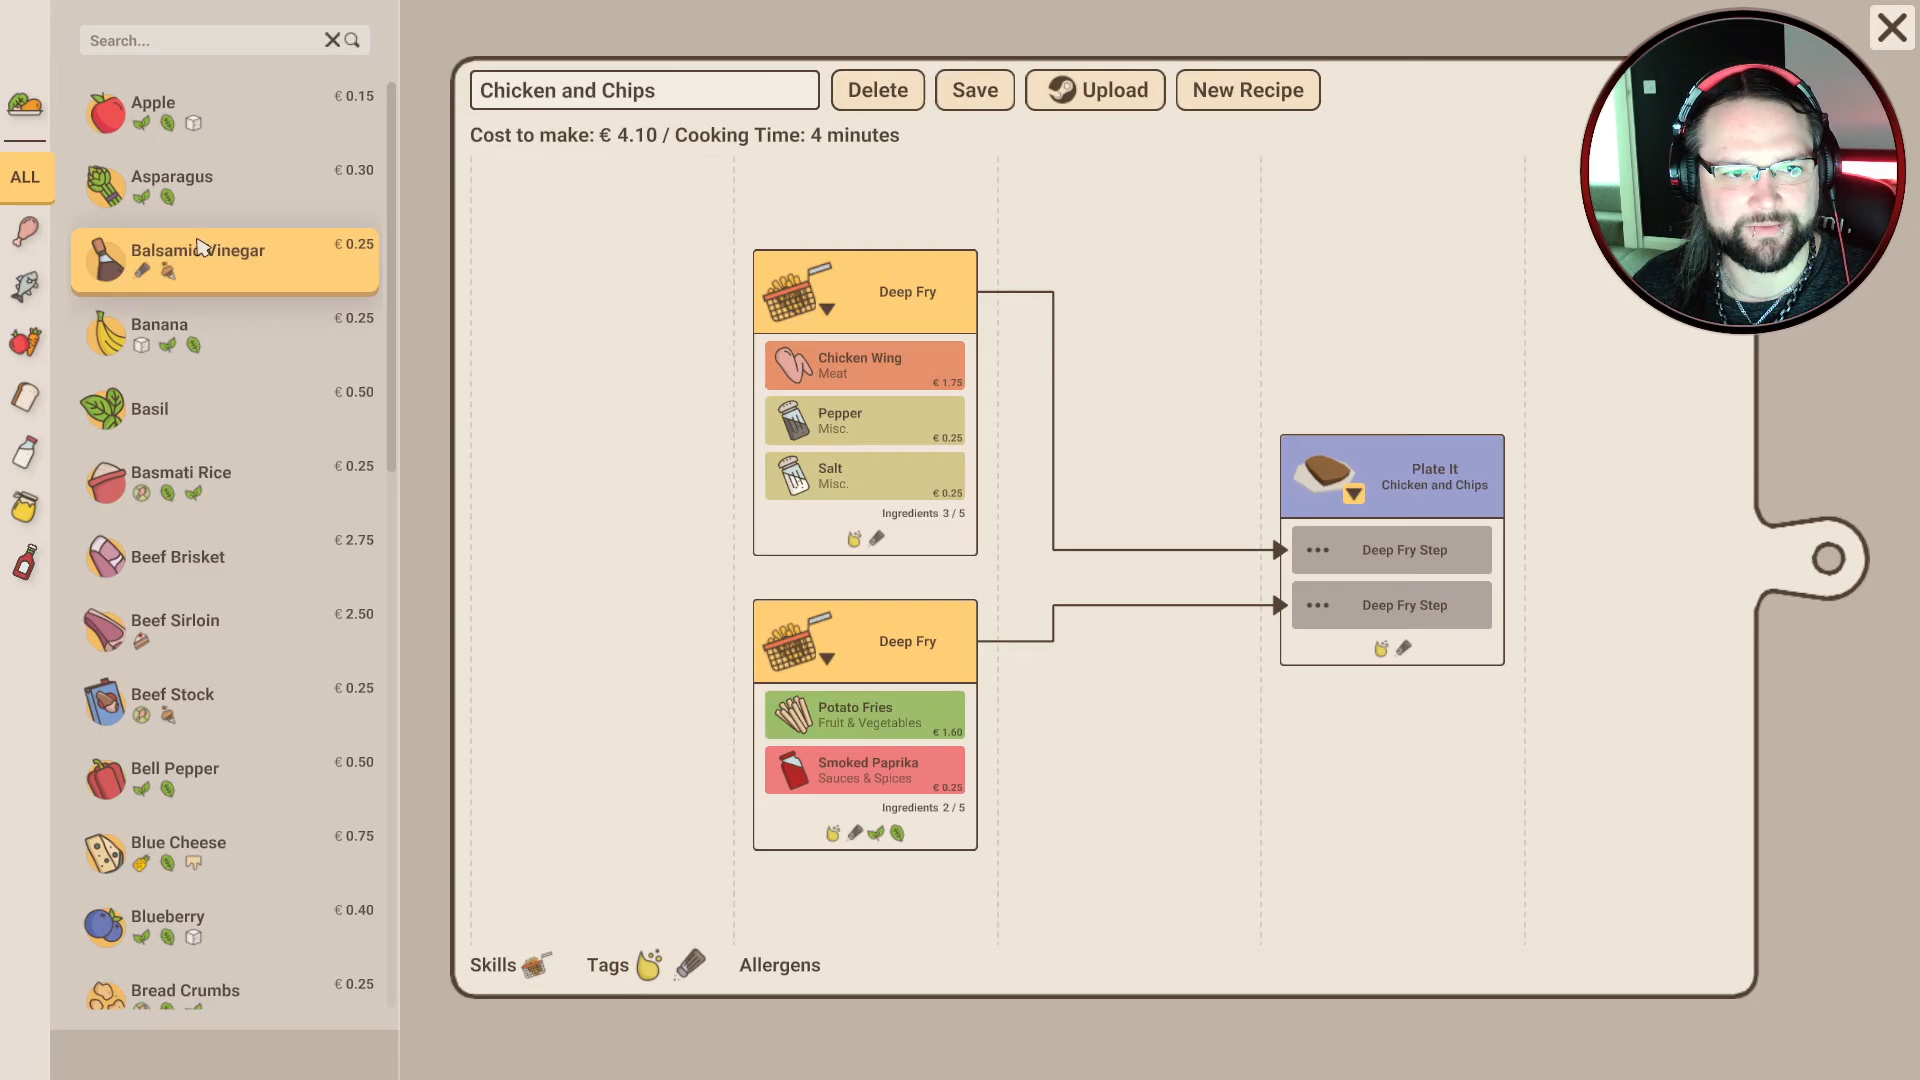 Search...
ALL
Apple
€ 0.15
Asparagus
€ 0.30
Balsamic Vinegar
€ 0.25
Banana
€ 0.25
Basil
€ 0.50
Basmati Rice
€ 0.25
Beef Brisket
€ 2.75
Beef Sirloin
€ 2.50
Beef Stock
€ 0.25
Bell Pepper
€ 0.50
Blue Cheese
€ 0.75
Blueberry
€ 0.40
Bread Crumbs
€ 0.25
Chicken and Chips
Delete
Save
Upload
New Recipe
Cost to make: € 4.10 / Cooking Time: 4 minutes
Deep Fry
Chicken Wing
Meat
€ 1.75
Pepper
Misc.
€ 0.25
Salt
Misc.
€ 0.25
Ingredients 3 / 5
Deep Fry
Potato Fries
Fruit & Vegetables
€ 1.60
Smoked Paprika
Sauces & Spices
€ 0.25
Ingredients 2 / 5
Plate It
Chicken and Chips
Deep Fry Step
Deep Fry Step
Skills
Tags
Allergens